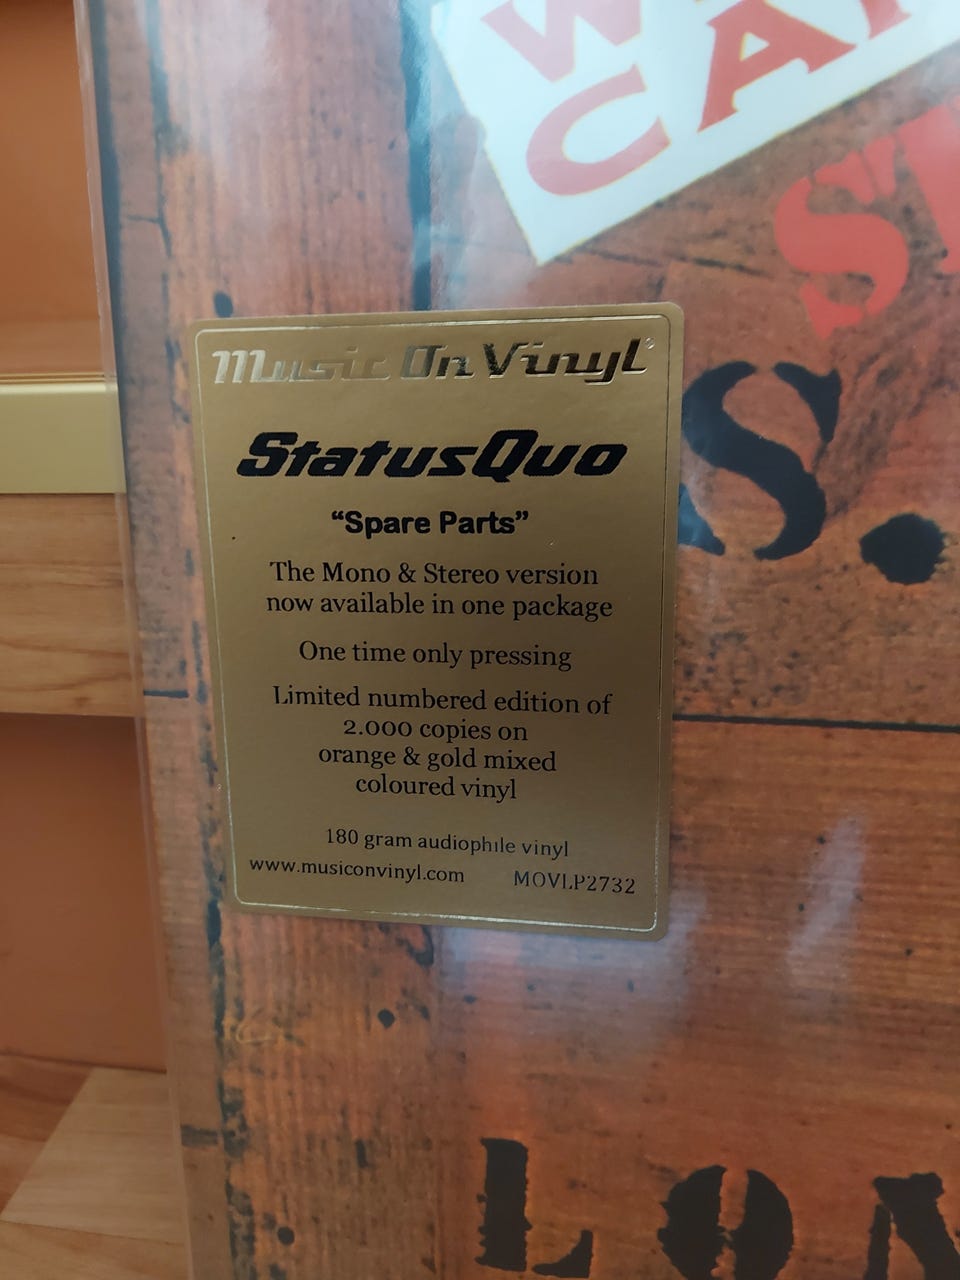 CA
S.
Music On Vinyl
StatusQuo
“Spare Parts”
The Mono & Stereo version
now available in one package
One time only pressing
Limited numbered edition of
2.000 copies on
orange & gold mixed
coloured vinyl
180 gram audiophile vinyl
www.musiconvinyl.com MOVLP2732
LON